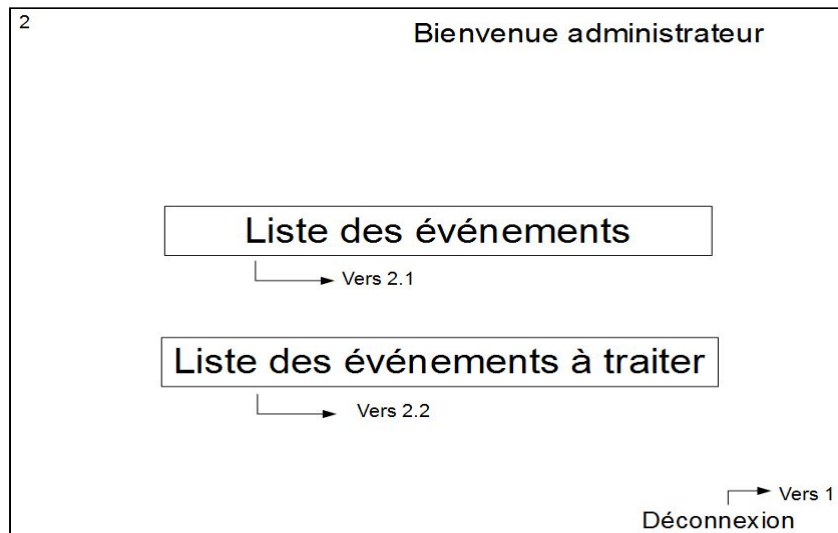 2
Bienvenue administrateur
Liste des événements
Vers 2.1
Liste des événements à traiter
Vers 2.2
Vers 1
Déconnexion